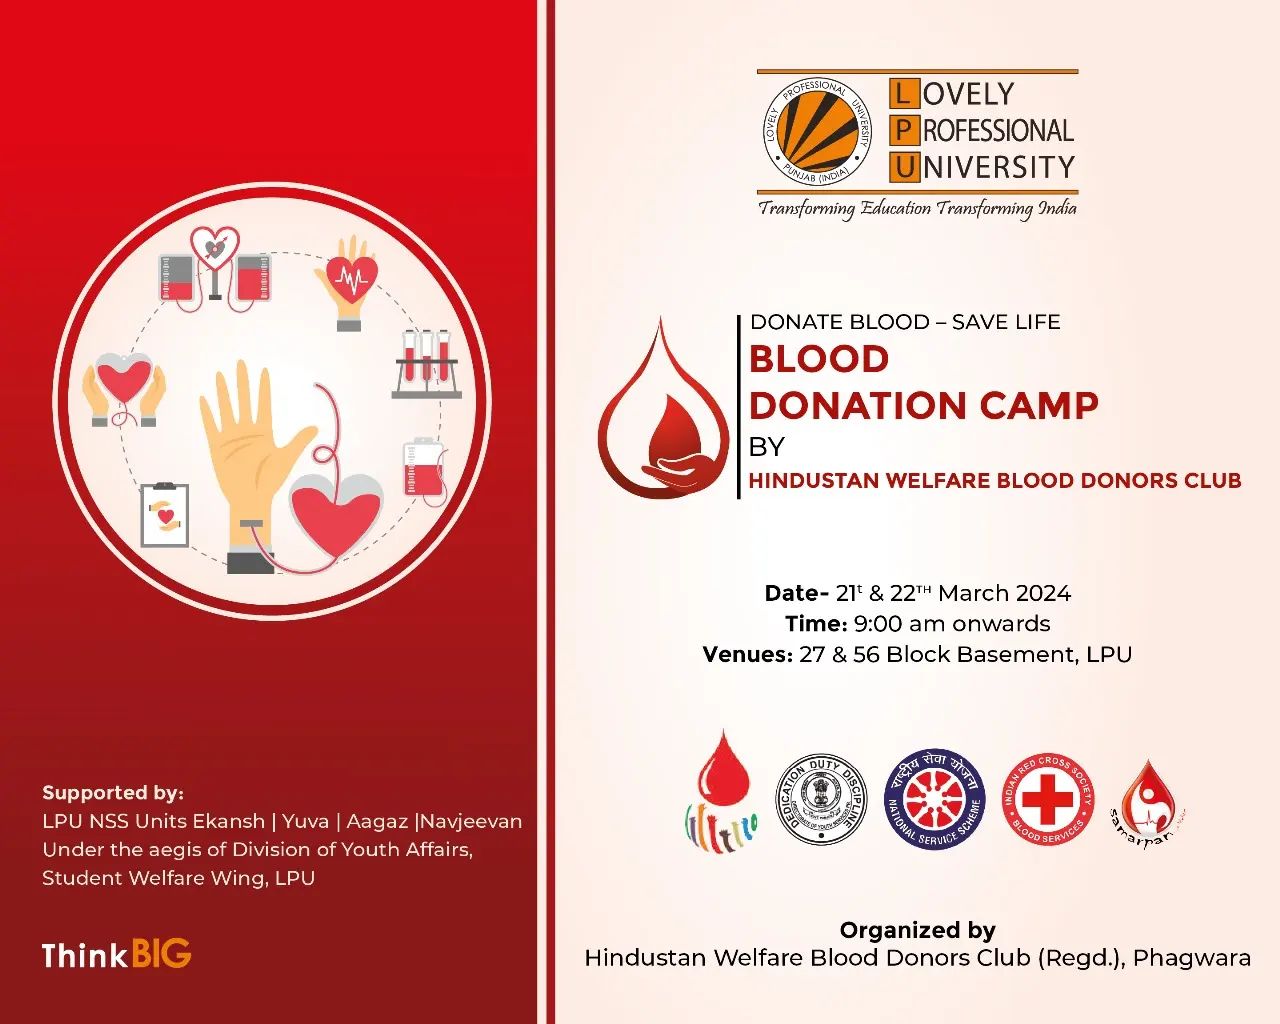 LOVELY PROFESSIONAL UNIVERSITY
PUNJAB (INDIA)
LOVELY
PROFESSIONAL
UNIVERSITY
Transforming Education Transforming India
DONATE BLOOD – SAVE LIFE
BLOOD
DONATION CAMP
BY
HINDUSTAN WELFARE BLOOD DONORS CLUB
Date- 21t & 22TH March 2024
Time: 9:00 am onwards
Venues: 27 & 56 Block Basement, LPU
DEDICATION DUTY DISCIPLINE
राष्ट्रीय सेवा योजना
NATIONAL SERVICE SCHEME
INDIAN RED CROSS SOCIETY
BLOOD SERVICES
samarpan
Organized by
Hindustan Welfare Blood Donors Club (Regd.), Phagwara
Supported by:
LPU NSS Units Ekansh | Yuva | Aagaz |Navjeevan
Under the aegis of Division of Youth Affairs,
Student Welfare Wing, LPU
ThinkBIG